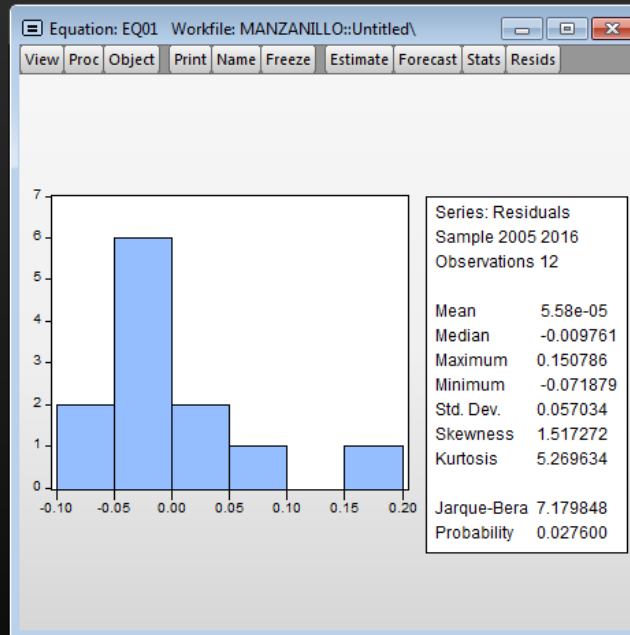 Equation: EQ01 Workfile: MANZANILLO::Untitled\
View Proc Object Print Name Freeze Estimate Forecast Stats Resids
7
6
5
4
3
2
1
0
-0.10 -0.05 0.00 0.05 0.10 0.15 0.20
Series: Residuals
Sample 2005 2016
Observations 12
Mean 5.58e-05
Median -0.009761
Maximum 0.150786
Minimum -0.071879
Std. Dev. 0.057034
Skewness 1.517272
Kurtosis 5.269634
Jarque-Bera 7.179848
Probability 0.027600